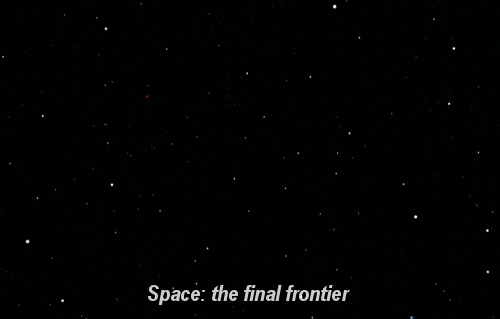 Space: the final frontier